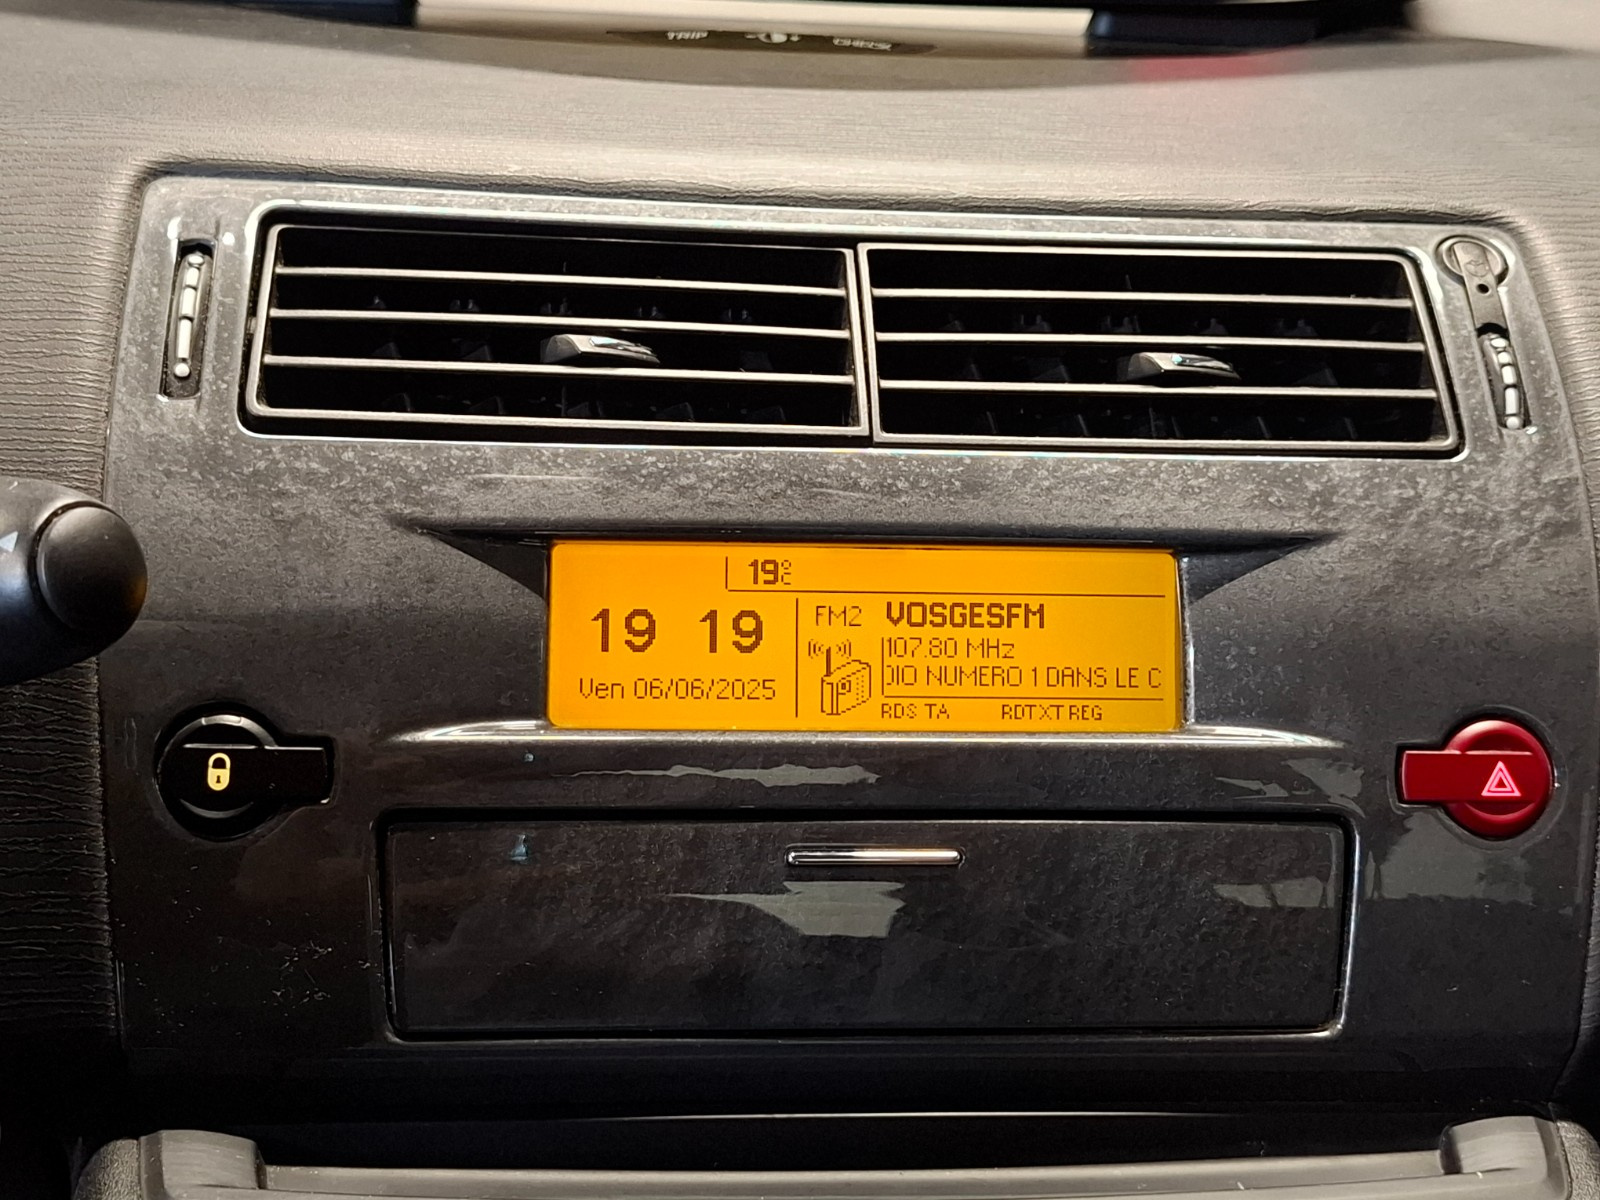 19°C
19 19
Ven 06/06/2025
FM2 VOSGESFM
107.80 MHz
DIO NUMERO 1 DANS LE C
RDS TA RDTXT REG